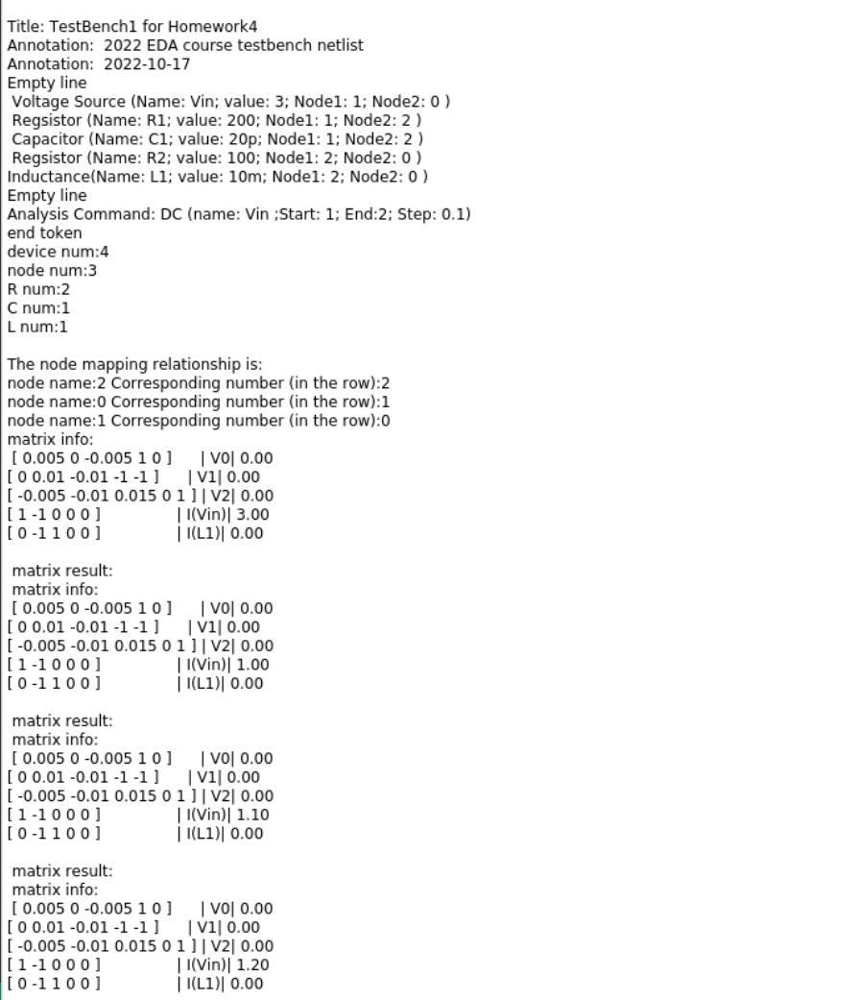 Title: TestBench1 for Homework4
Annotation:  2022 EDA course testbench netlist
Annotation:  2022-10-17
Empty line
Voltage Source (Name: Vin; value: 3; Node1: 1; Node2: 0 )
Regsistor (Name: R1; value: 200; Node1: 1; Node2: 2 )
Capacitor (Name: C1; value: 20p; Node1: 1; Node2: 2 )
Regsistor (Name: R2; value: 100; Node1: 2; Node2: 0 )
Inductance(Name: L1; value: 10m; Node1: 2; Node2: 0 )
Empty line
Analysis Command: DC (name: Vin ;Start: 1; End:2; Step: 0.1)
end token
device num:4
node num:3
R num:2
C num:1
L num:1
The node mapping relationship is:
node name:2 Corresponding number (in the row):2
node name:0 Corresponding number (in the row):1
node name:1 Corresponding number (in the row):0
matrix info:
[ 0.005 0 -0.005 1 0 ] | V0| 0.00
[ 0 0.01 -0.01 -1 -1 ] | V1| 0.00
[ -0.005 -0.01 0.015 0 1 ] | V2| 0.00
[ 1 -1 0 0 0 ] | I(Vin)| 3.00
[ 0 -1 1 0 0 ] | I(L1)| 0.00
matrix result:
matrix info:
[ 0.005 0 -0.005 1 0 ] | V0| 0.00
[ 0 0.01 -0.01 -1 -1 ] | V1| 0.00
[ -0.005 -0.01 0.015 0 1 ] | V2| 0.00
[ 1 -1 0 0 0 ] | I(Vin)| 1.00
[ 0 -1 1 0 0 ] | I(L1)| 0.00
matrix result:
matrix info:
[ 0.005 0 -0.005 1 0 ] | V0| 0.00
[ 0 0.01 -0.01 -1 -1 ] | V1| 0.00
[ -0.005 -0.01 0.015 0 1 ] | V2| 0.00
[ 1 -1 0 0 0 ] | I(Vin)| 1.10
[ 0 -1 1 0 0 ] | I(L1)| 0.00
matrix result:
matrix info:
[ 0.005 0 -0.005 1 0 ] | V0| 0.00
[ 0 0.01 -0.01 -1 -1 ] | V1| 0.00
[ -0.005 -0.01 0.015 0 1 ] | V2| 0.00
[ 1 -1 0 0 0 ] | I(Vin)| 1.20
[ 0 -1 1 0 0 ] | I(L1)| 0.00